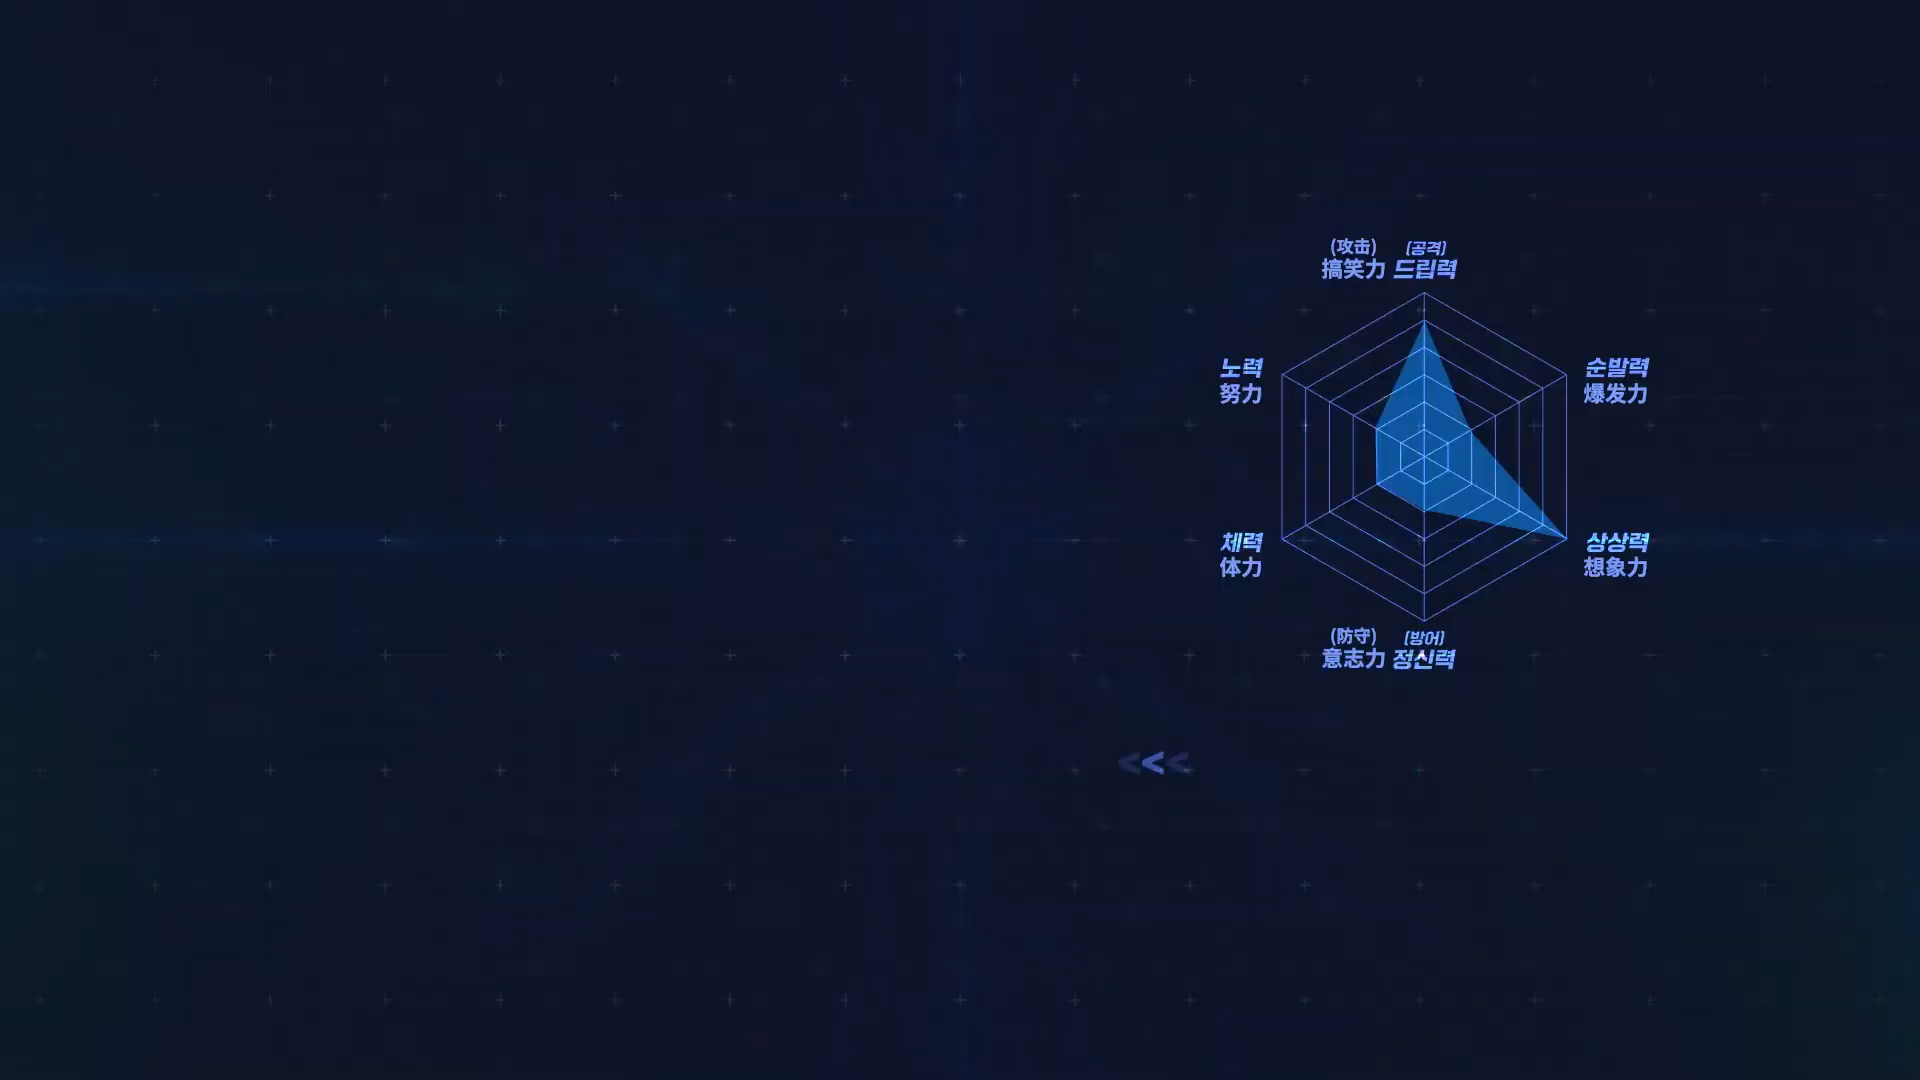 (攻击) (공격)
搞笑力 드립력
노력
努力
순발력
爆发力
체력
体力
상상력
想象力
(防守) (방어)
意志力 정신력